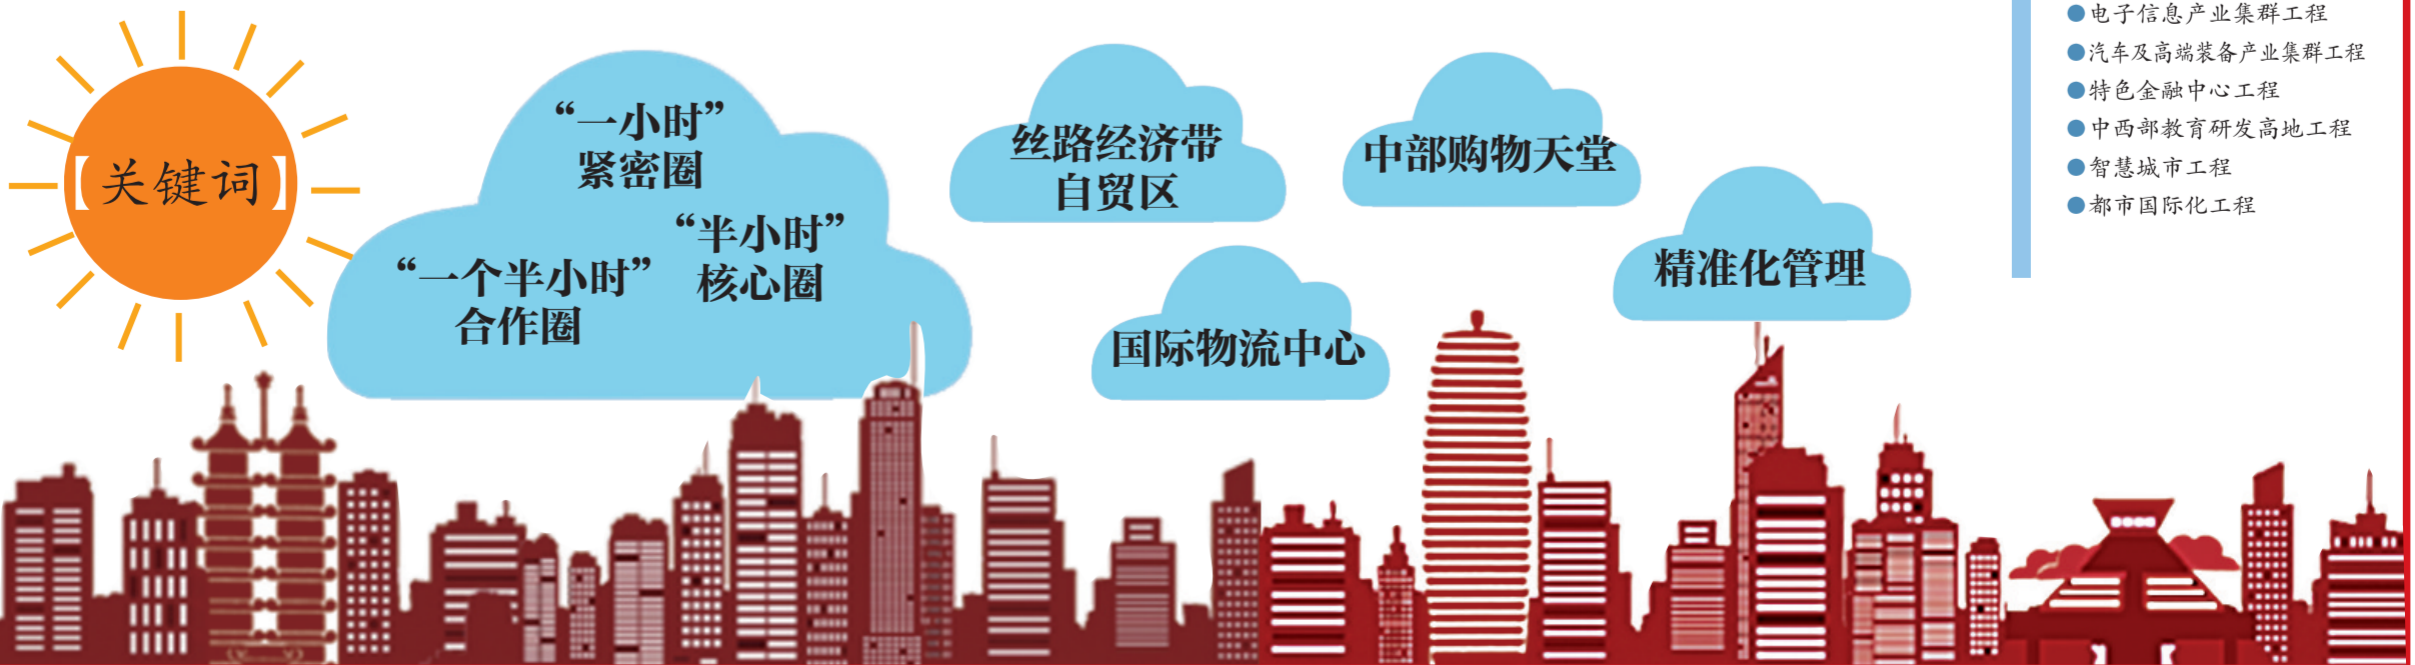 【关键词】
“一小时”
紧密圈
“半小时”
核心圈
“一个半小时”
合作圈
丝路经济带
自贸区
中部购物天堂
国际物流中心
精准化管理
●电子信息产业集群工程
●汽车及高端装备产业集群工程
●特色金融中心工程
●中西部教育研发高地工程
●智慧城市工程
●都市国际化工程